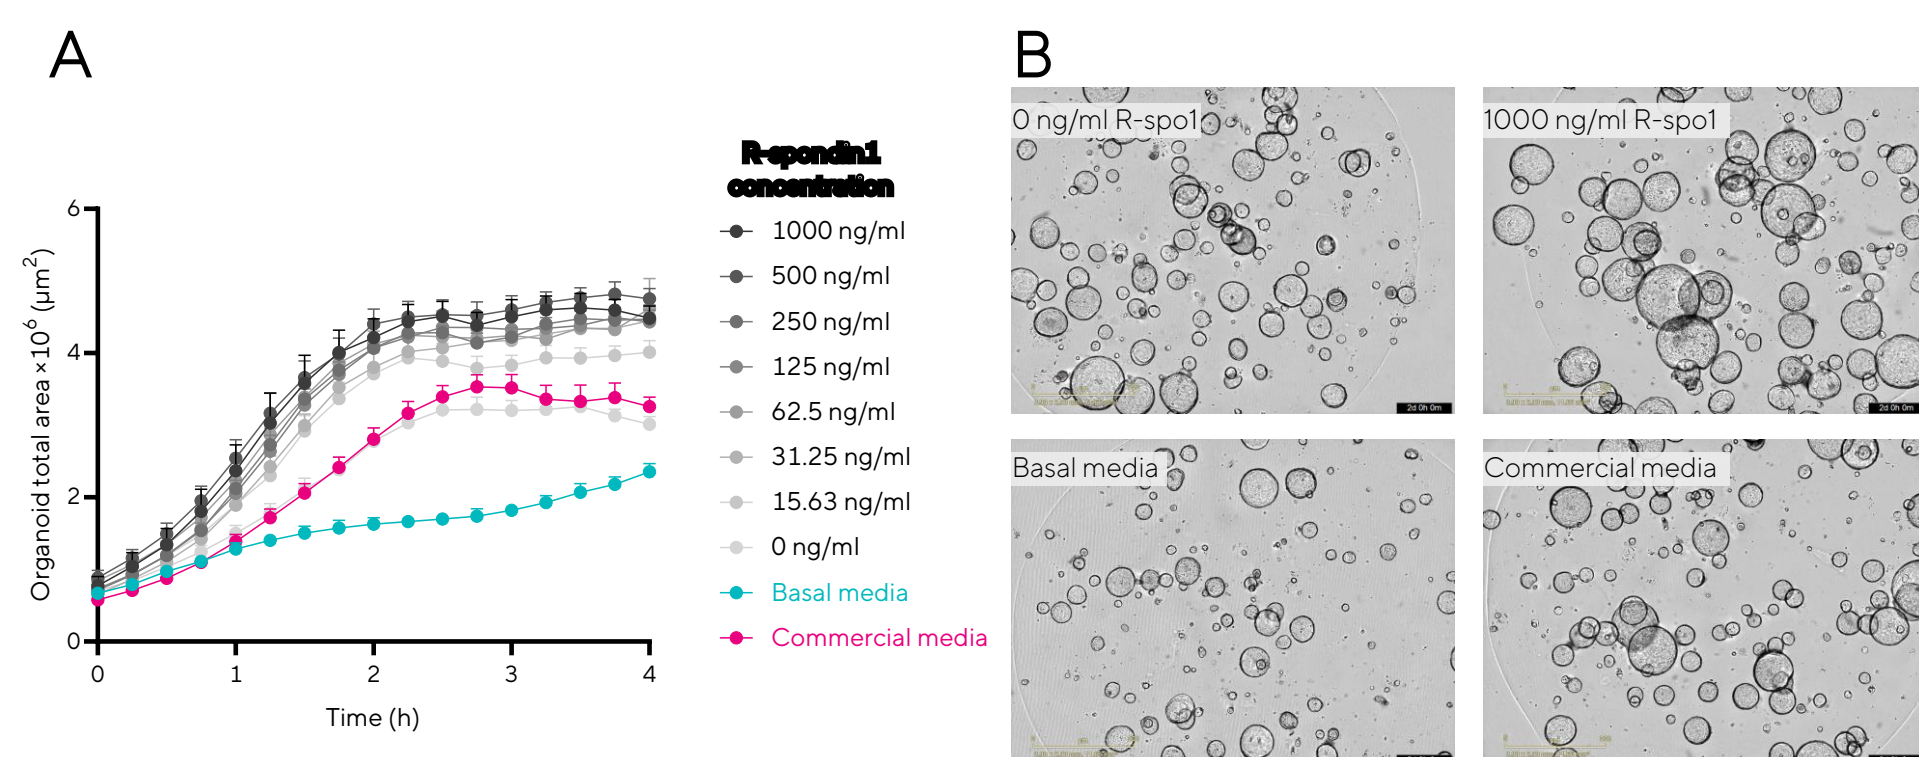 A
B
Organoid total area ×10⁶ (µm²)
6
4
2
0
0 1 2 3 4
Time (h)
R-spondin1
concentration
1000 ng/ml
500 ng/ml
250 ng/ml
125 ng/ml
62.5 ng/ml
31.25 ng/ml
15.63 ng/ml
0 ng/ml
Basal media
Commercial media
0 ng/ml R-spo1
2d 0h 0m
1000 ng/ml R-spo1
2d 0h 0m
Basal media
Commercial media